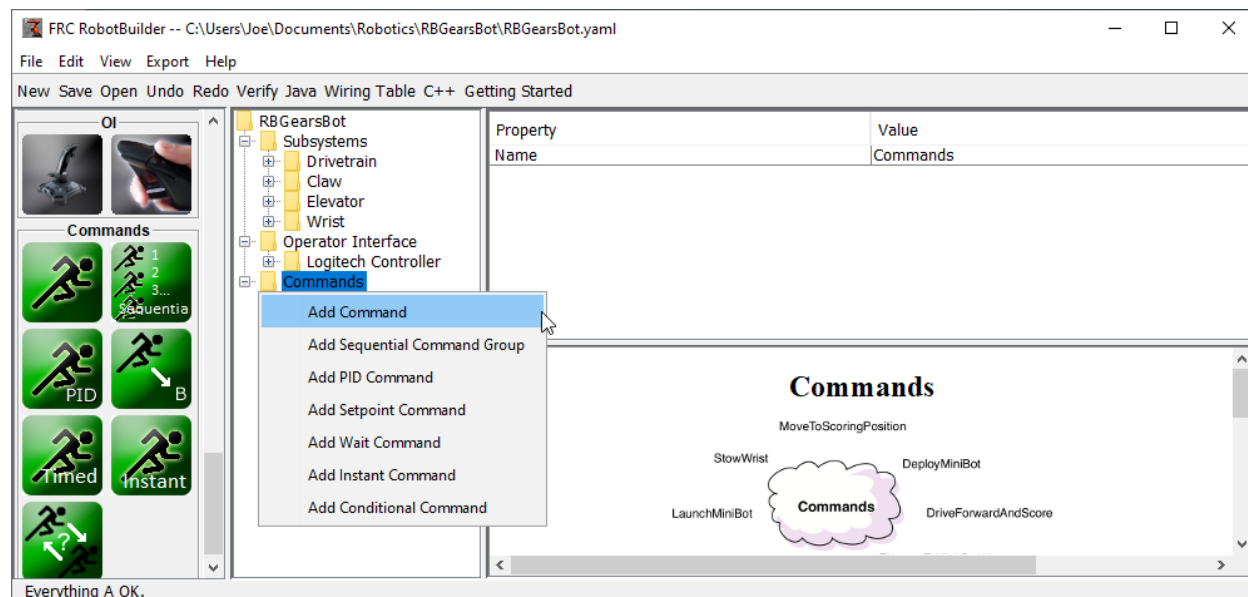 FRC RobotBuilder -- C:\Users\Joe\Documents\Robotics\RBGearsBot\RBGearsBot.yaml
File Edit View Export Help
New Save Open Undo Redo Verify Java Wiring Table C++ Getting Started
OI
Commands
1
2
3...
Sequentia
PID
B
Timed
Instant
?
RBGearsBot
Subsystems
Drivetrain
Claw
Elevator
Wrist
Operator Interface
Logitech Controller
Commands
Add Command
Add Sequential Command Group
Add PID Command
Add Setpoint Command
Add Wait Command
Add Instant Command
Add Conditional Command
Property Value
Name Commands
Commands
MoveToScoringPosition
StowWrist
DeployMiniBot
LaunchMiniBot
Commands
DriveForwardAndScore
Everything A OK.